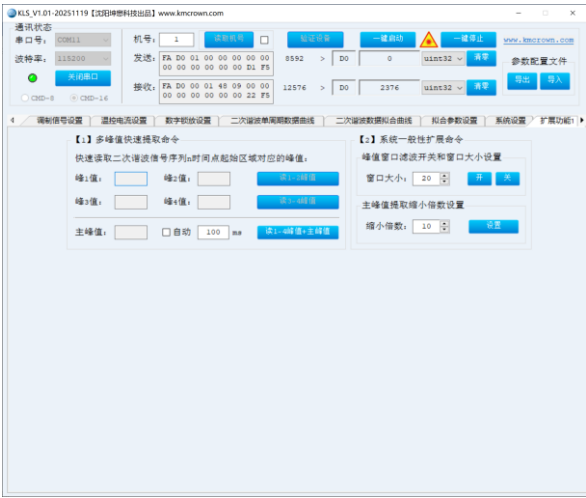 KLS_V1.01-20251119【沈阳坤恩科技出品】www.kmcrown.com
通讯状态
串口号： COM11
机号： 1 读取机号 验证设备 一键启动 一键停止 www.kmcrown.com
波特率： 115200
发送： FA D0 01 00 00 00 00 00
00 00 00 00 00 00 D1 F5
8592 > D0 0 uint32 清零
参数配置文件
关闭串口
导出 导入
CMD-8 CMD-16
接收： FA D0 00 01 48 09 00 00
00 00 00 00 00 00 22 F5
12576 > D0 2376 uint32 清零
调制信号设置 温控电流设置 数字锁放设置 二次谐波单周期数据曲线 二次谐波数据拟合曲线 拟合参数设置 系统设置 扩展功能1
【1】多峰值快速提取命令
快速读取二次谐波信号序列n时间点起始区域对应的峰值：
峰1值： 峰2值： 读1-2峰值
峰3值： 峰4值： 读3-4峰值
主峰值： 自动 100 ms 读1-4峰值+主峰值
【2】系统一般性扩展命令
峰值窗口滤波开关和窗口大小设置
窗口大小： 20 开 关
主峰值提取缩小倍数设置
缩小倍数： 10 设置